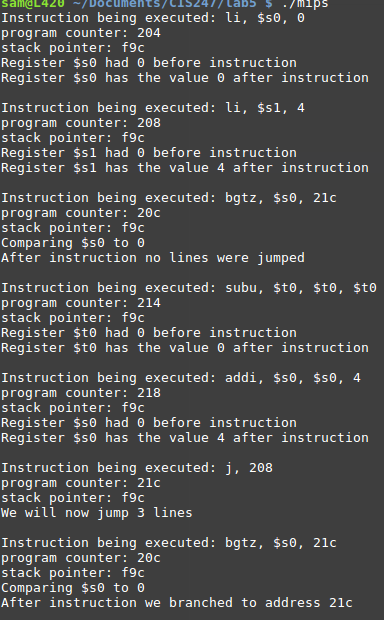 sam@L420 ~/Documents/CIS247/lab5 $ ./mips
Instruction being executed: li, $s0, 0
program counter: 204
stack pointer: f9c
Register $s0 had 0 before instruction
Register $s0 has the value 0 after instruction
Instruction being executed: li, $s1, 4
program counter: 208
stack pointer: f9c
Register $s1 had 0 before instruction
Register $s1 has the value 4 after instruction
Instruction being executed: bgtz, $s0, 21c
program counter: 20c
stack pointer: f9c
Comparing $s0 to 0
After instruction no lines were jumped
Instruction being executed: subu, $t0, $t0, $t0
program counter: 214
stack pointer: f9c
Register $t0 had 0 before instruction
Register $t0 has the value 0 after instruction
Instruction being executed: addi, $s0, $s0, 4
program counter: 218
stack pointer: f9c
Register $s0 had 0 before instruction
Register $s0 has the value 4 after instruction
Instruction being executed: j, 208
program counter: 21c
stack pointer: f9c
We will now jump 3 lines
Instruction being executed: bgtz, $s0, 21c
program counter: 20c
stack pointer: f9c
Comparing $s0 to 0
After instruction we branched to address 21c